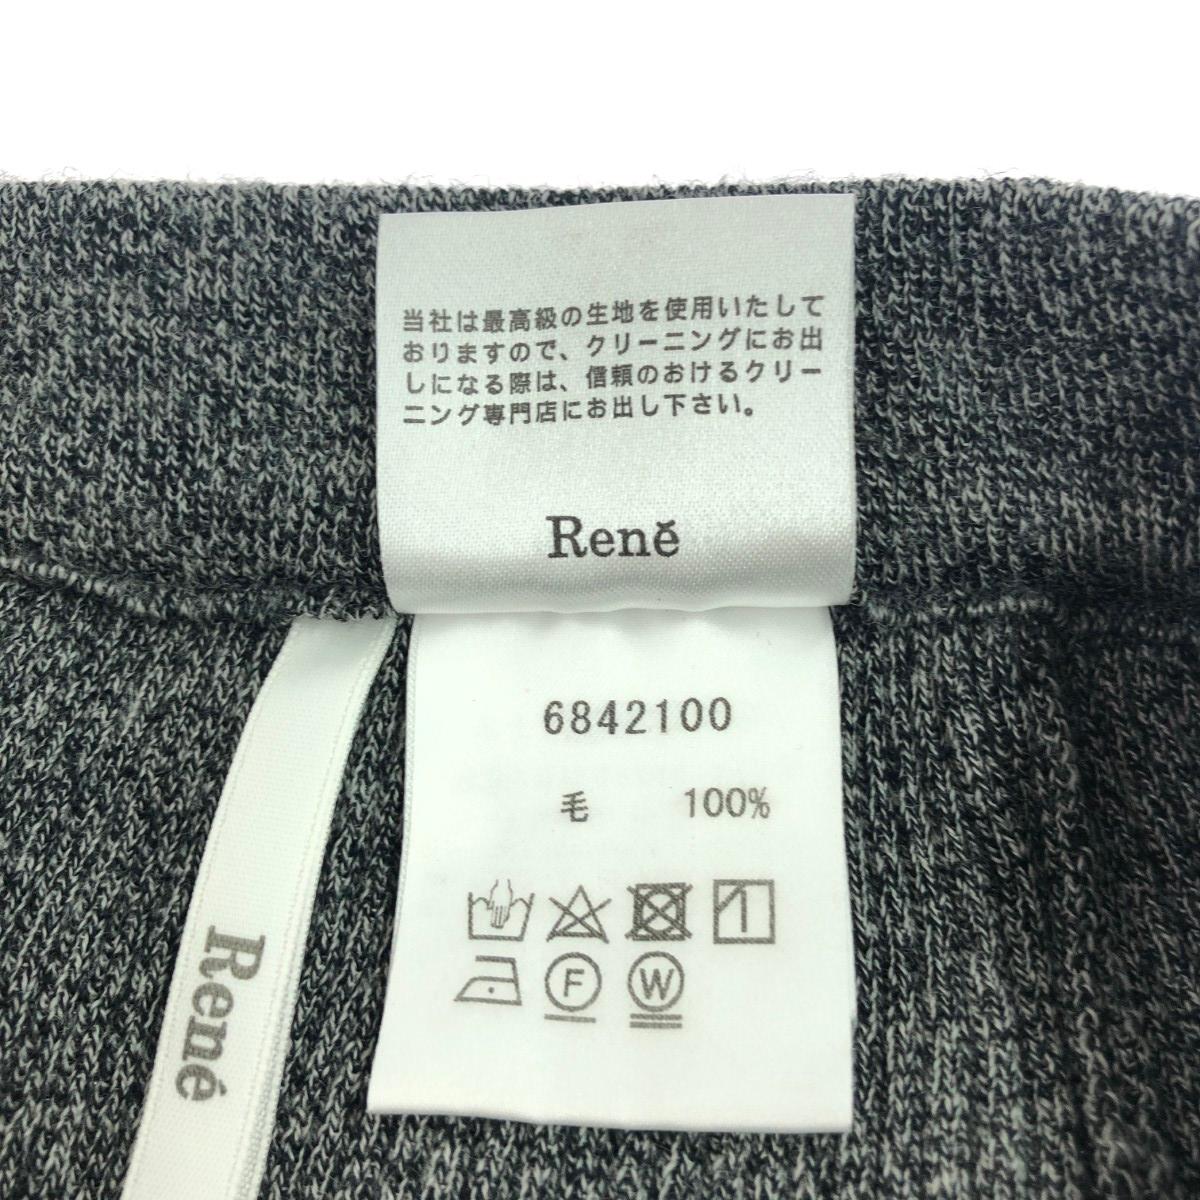 当社は最高級の生地を使用いたして
おりますので、クリーニングにお出
しになる際は、信頼のおけるクリー
ニング専門店にお出し下さい。
Renĕ
6842100
毛 100%
F W
René